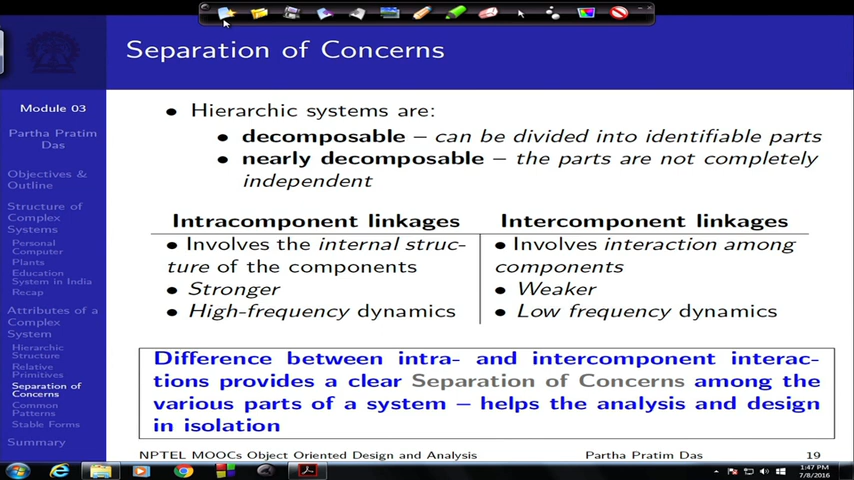 Separation of Concerns
Module 03
Partha Pratim
Das
Objectives &
Outline
Structure of
Complex
Systems
Personal
Computer
Plants
Education
System in India
Recap
Attributes of a
Complex
System
Hierarchic
Structure
Relative
Primitives
Separation of
Concerns
Common
Patterns
Stable Forms
Summary
• Hierarchic systems are:
• decomposable – can be divided into identifiable parts
• nearly decomposable – the parts are not completely
independent
Intracomponent linkages
• Involves the internal struc-
ture of the components
• Stronger
• High-frequency dynamics
Intercomponent linkages
• Involves interaction among
components
• Weaker
• Low frequency dynamics
Difference between intra- and intercomponent interac-
tions provides a clear Separation of Concerns among the
various parts of a system – helps the analysis and design
in isolation
NPTEL MOOCs Object Oriented Design and Analysis
Partha Pratim Das
19
1:47 PM
7/8/2016